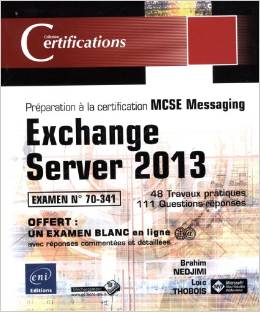 Collection
Certifications
Préparation à la certification MCSE Messaging
Exchange
Server 2013
EXAMEN N° 70-341
48 Travaux pratiques
111 Questions-réponses
OFFERT :
UN EXAMEN BLANC en ligne
avec réponses commentées et détaillées
Brahim
NEDJIMI
Loïc
THOBOIS
eni
Editions
Microsoft